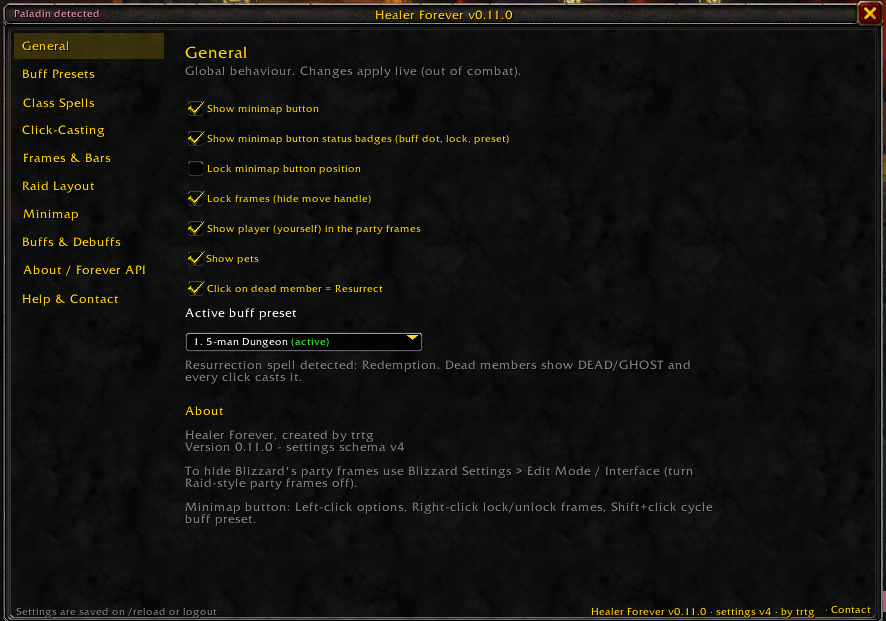 Paladin detected
Healer Forever v0.11.0
General
Buff Presets
Class Spells
Click-Casting
Frames & Bars
Raid Layout
Minimap
Buffs & Debuffs
About / Forever API
Help & Contact
General
Global behaviour. Changes apply live (out of combat).
Show minimap button
Show minimap button status badges (buff dot, lock, preset)
Lock minimap button position
Lock frames (hide move handle)
Show player (yourself) in the party frames
Show pets
Click on dead member = Resurrect
Active buff preset
1. 5-man Dungeon (active)
Resurrection spell detected: Redemption. Dead members show DEAD/GHOST and
every click casts it.
About
Healer Forever, created by trtg
Version 0.11.0 - settings schema v4
To hide Blizzard's party frames use Blizzard Settings > Edit Mode / Interface (turn
Raid-style party frames off).
Minimap button: Left-click options, Right-click lock/unlock frames, Shift+click cycle
buff preset.
Settings are saved on /reload or logout
Healer Forever v0.11.0 · settings v4 · by trtg · Contact